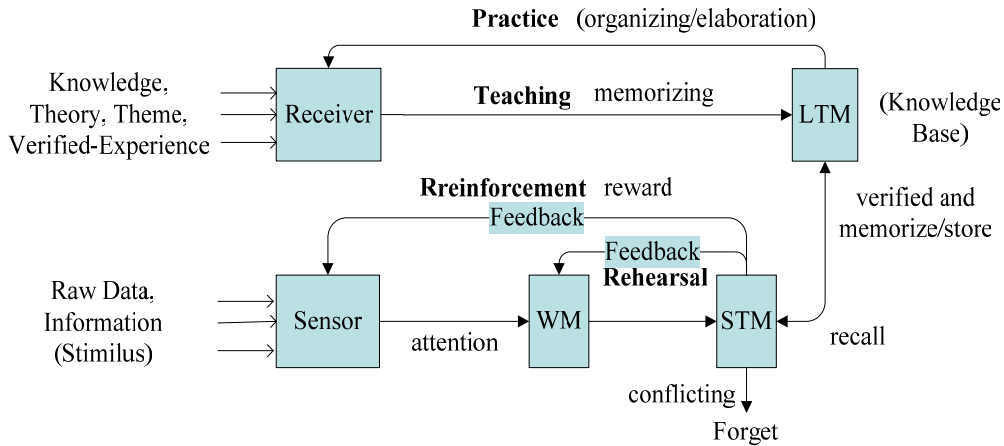 Practice (organizing/elaboration)
Knowledge,
Theory, Theme,
Verified-Experience
Receiver
Teaching memorizing
LTM
(Knowledge
Base)
Rreinforcement reward
Feedback
verified and
memorize/store
Feedback
Rehearsal
Raw Data,
Information
(Stimilus)
Sensor
attention
WM
STM
recall
conflicting
Forget